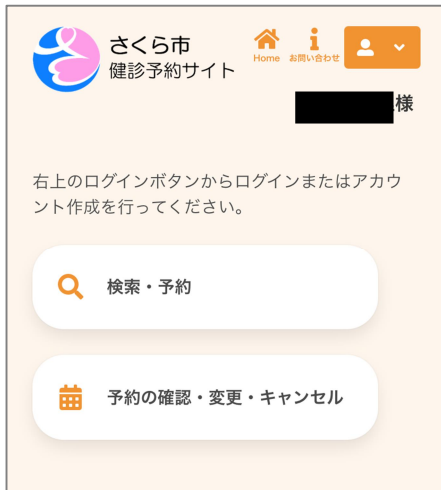 さくら市
健診予約サイト
Home
お問い合わせ
様
右上のログインボタンからログインまたはアカウ
ント作成を行ってください。
検索・予約
予約の確認・変更・キャンセル